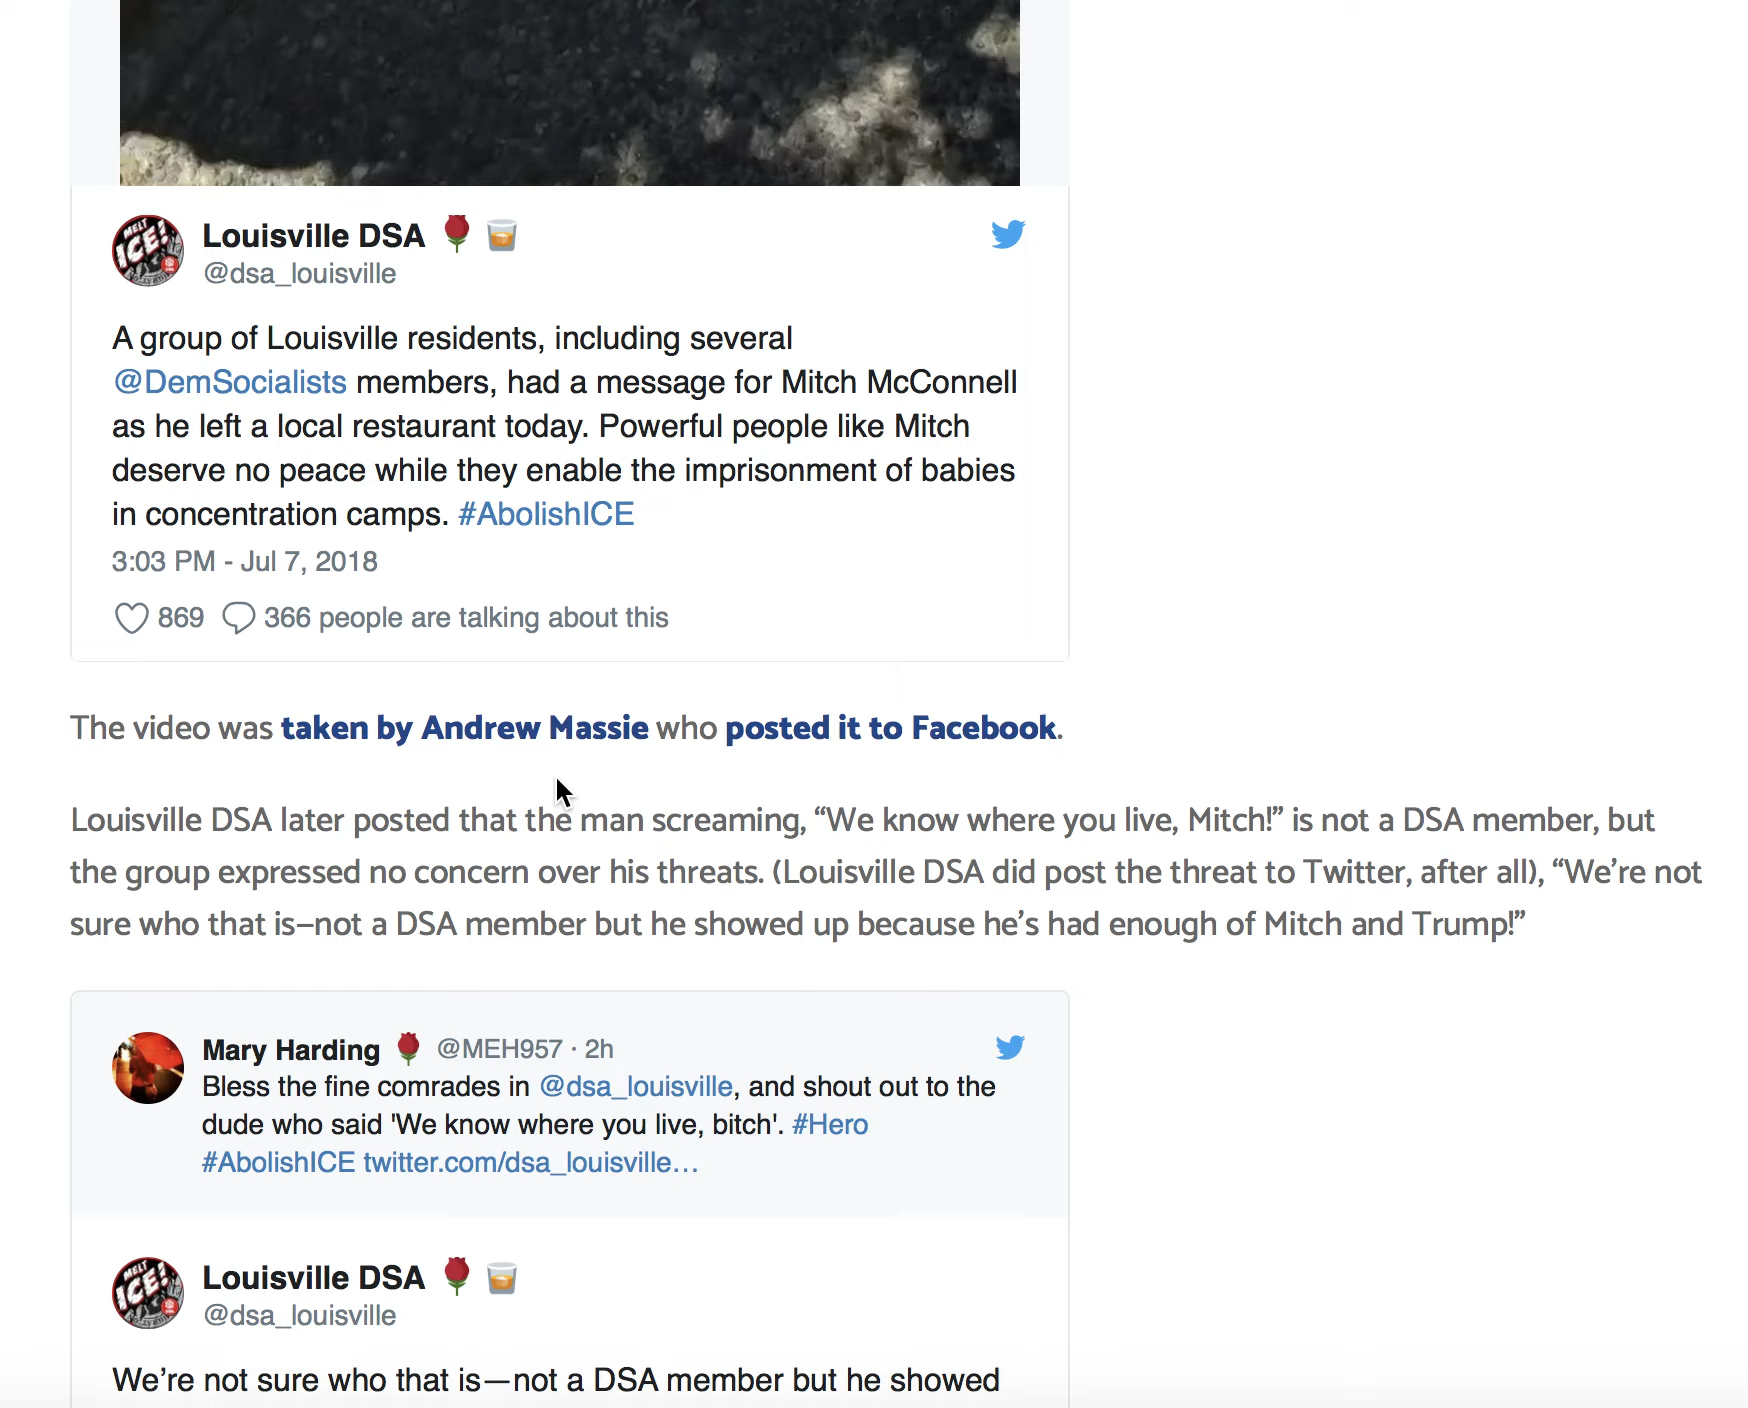 MELT
ICE!
Louisville DSA
@dsa_louisville
A group of Louisville residents, including several
@DemSocialists members, had a message for Mitch McConnell
as he left a local restaurant today. Powerful people like Mitch
deserve no peace while they enable the imprisonment of babies
in concentration camps. #AbolishICE
3:03 PM - Jul 7, 2018
869 366 people are talking about this
The video was taken by Andrew Massie who posted it to Facebook.
Louisville DSA later posted that the man screaming, “We know where you live, Mitch!” is not a DSA member, but
the group expressed no concern over his threats. (Louisville DSA did post the threat to Twitter, after all), “We’re not
sure who that is–not a DSA member but he showed up because he’s had enough of Mitch and Trump!”
Mary Harding @MEH957 · 2h
Bless the fine comrades in @dsa_louisville, and shout out to the
dude who said 'We know where you live, bitch'. #Hero
#AbolishICE twitter.com/dsa_louisville…
MELT
ICE!
Louisville DSA
@dsa_louisville
We’re not sure who that is—not a DSA member but he showed